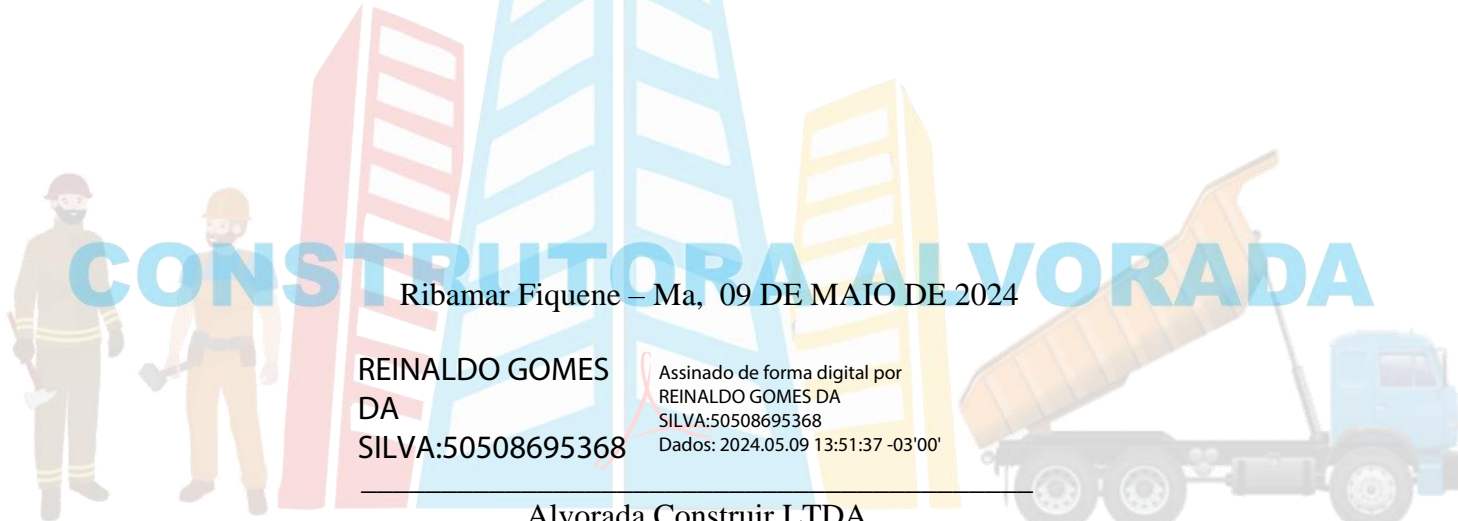 CONSTRUTORA ALVORADA
Ribamar Fiquene – Ma, 09 DE MAIO DE 2024
REINALDO GOMES
DA
SILVA:50508695368
Assinado de forma digital por
REINALDO GOMES DA
SILVA:50508695368
Dados: 2024.05.09 13:51:37 -03'00'
Alvorada Construir LTDA